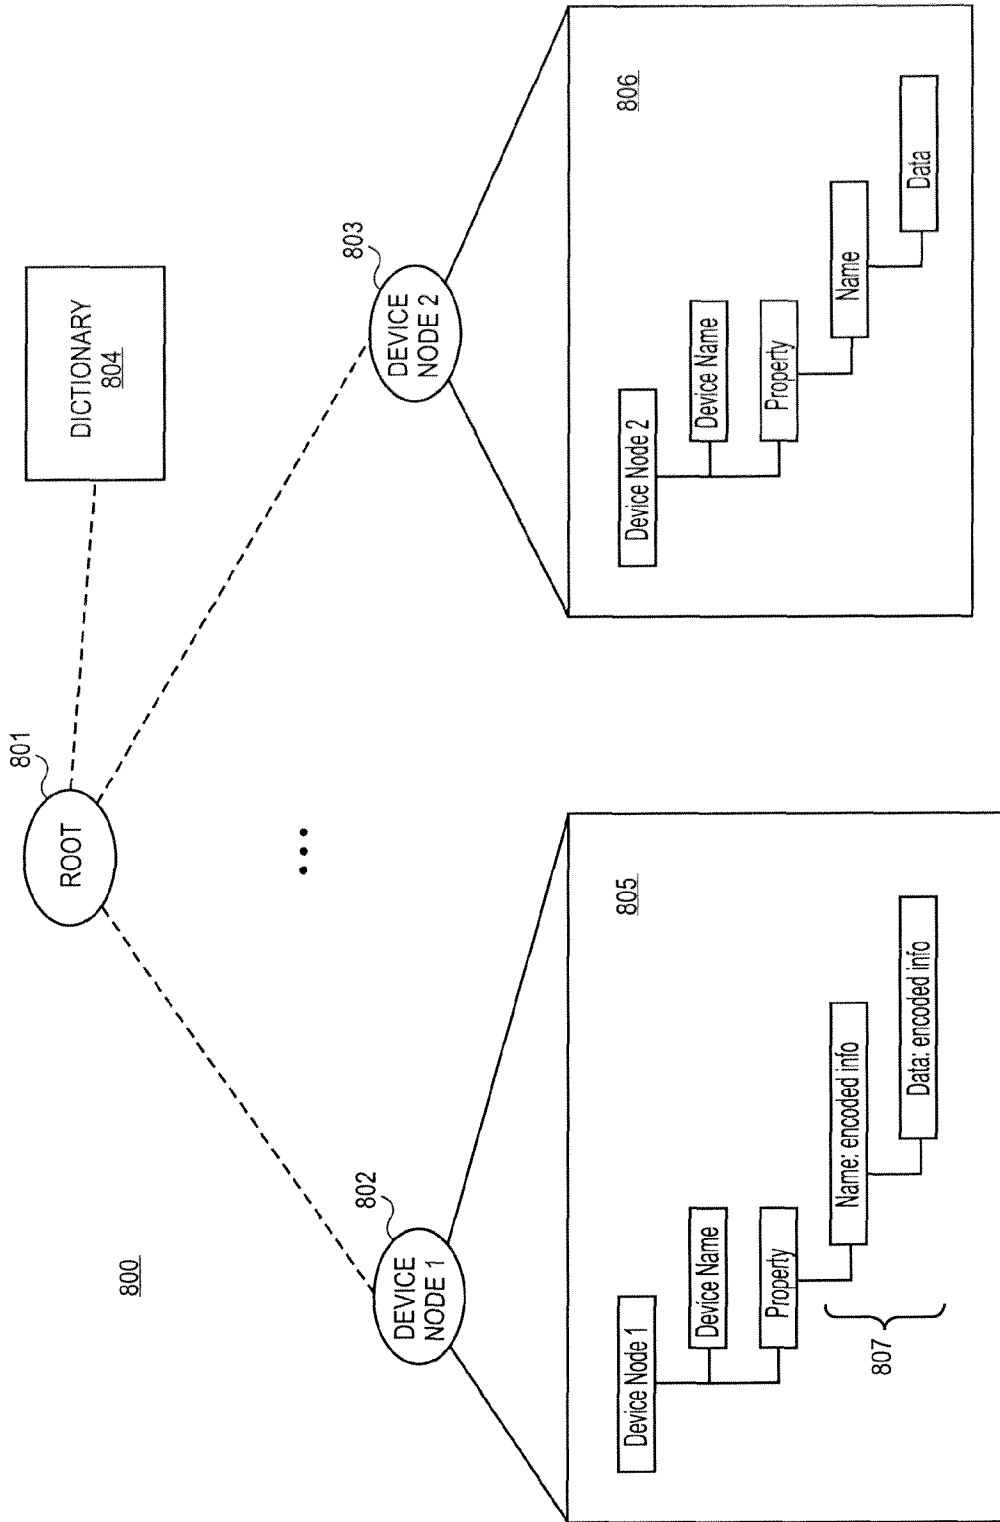 800
801
ROOT
DICTIONARY
804
802
DEVICE
NODE 1
803
DEVICE
NODE 2
805
Device Node 1
Device Name
Property
Name: encoded info
Data: encoded info
807
806
Device Node 2
Device Name
Property
Name
Data